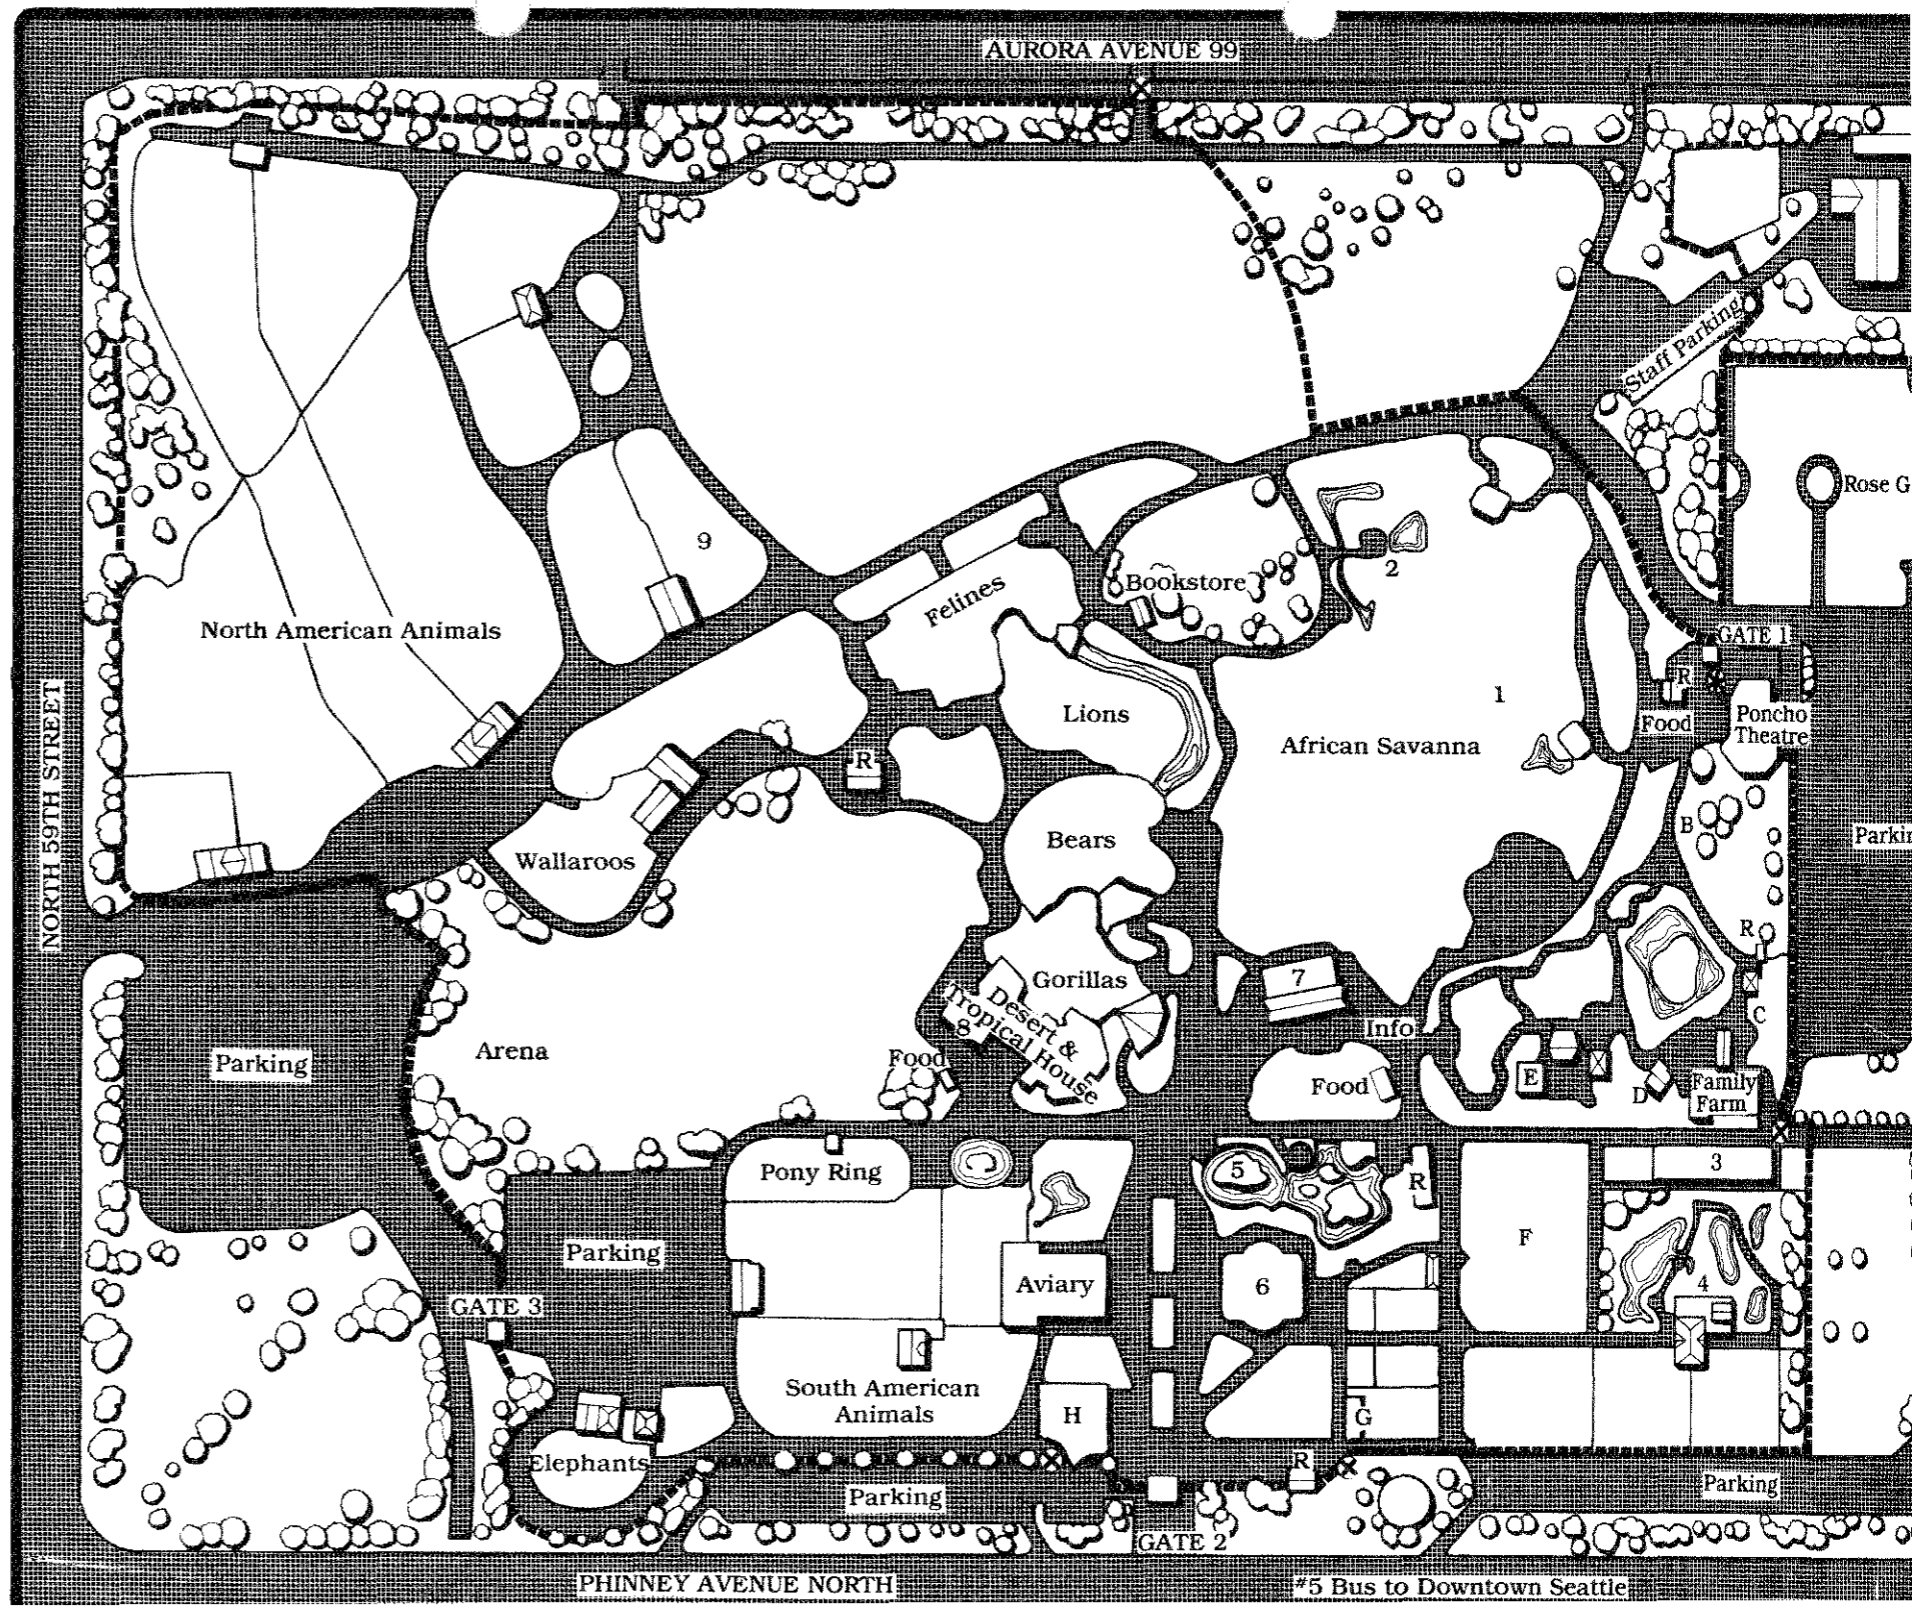 AURORA AVENUE 99
Staff Parking
Rose G
9
2
Bookstore
Felines
North American Animals
GATE 1
R
1
Food
Poncho
Theatre
Lions
African Savanna
NORTH 59TH STREET
R
B
Parkin
Bears
Wallaroos
R
7
Gorillas
Desert &
Tropical House
8
C
Info
Arena
Food
Parking
Food
E
D
Family
Farm
Pony Ring
5
R
3
F
Parking
Aviary
6
4
GATE 3
South American
Animals
H
G
Elephants
R
Parking
Parking
GATE 2
PHINNEY AVENUE NORTH
#5 Bus to Downtown Seattle